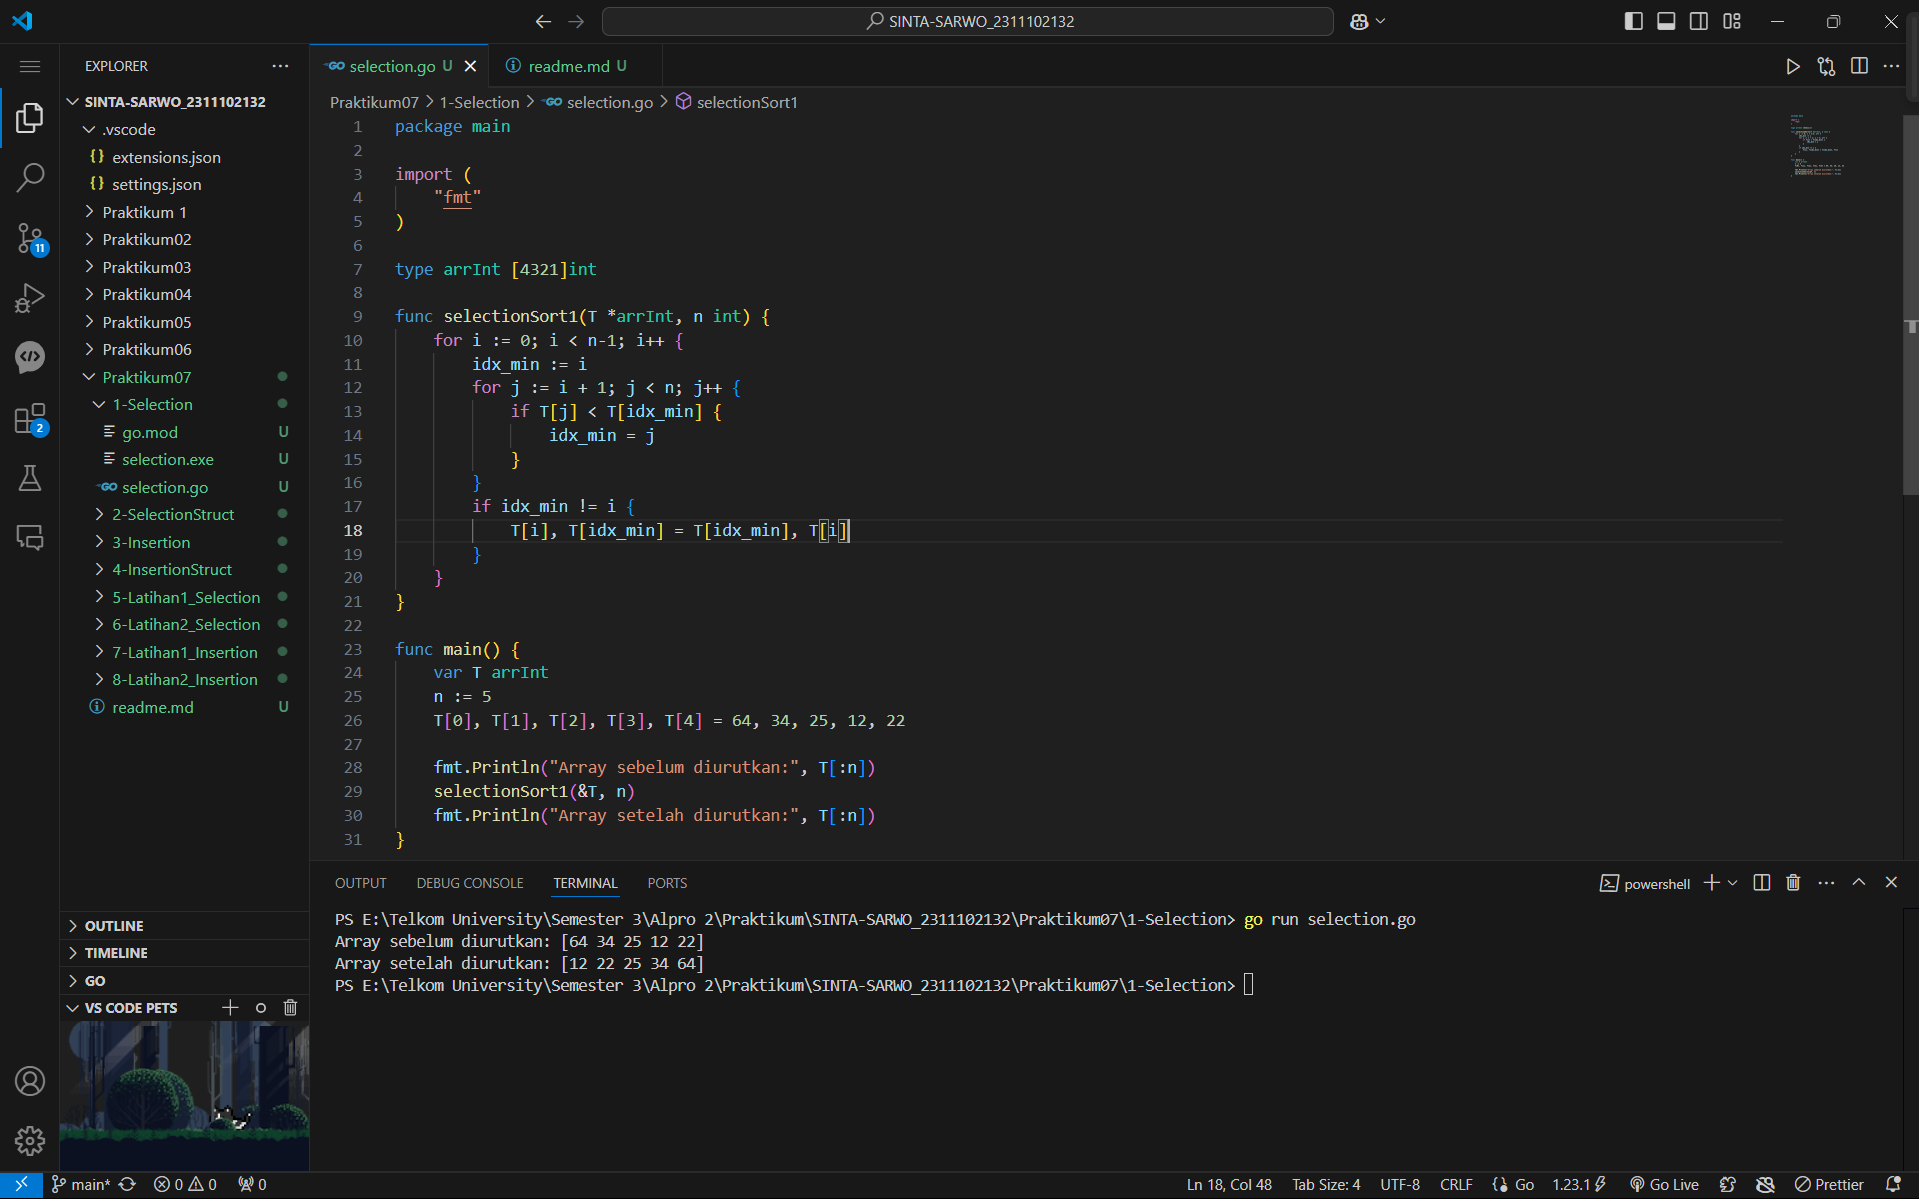 SINTA-SARWO_2311102132
EXPLORER
SINTA-SARWO_2311102132
.vscode
{} extensions.json
{} settings.json
Praktikum 1
Praktikum02
Praktikum03
Praktikum04
Praktikum05
Praktikum06
Praktikum07
1-Selection
go.mod U
selection.exe U
GO selection.go U
2-SelectionStruct
3-Insertion
4-InsertionStruct
5-Latihan1_Selection
6-Latihan2_Selection
7-Latihan1_Insertion
8-Latihan2_Insertion
readme.md U
11
2
OUTLINE
TIMELINE
GO
VS CODE PETS
GO selection.go U
readme.md U
Praktikum07 > 1-Selection > GO selection.go > selectionSort1
1 package main
2
3 import (
4 "fmt"
5 )
6
7 type arrInt [4321]int
8
9 func selectionSort1(T *arrInt, n int) {
10 for i := 0; i < n-1; i++ {
11 idx_min := i
12 for j := i + 1; j < n; j++ {
13 if T[j] < T[idx_min] {
14 idx_min = j
15 }
16 }
17 if idx_min != i {
18 T[i], T[idx_min] = T[idx_min], T[i]
19 }
20 }
21 }
22
23 func main() {
24 var T arrInt
25 n := 5
26 T[0], T[1], T[2], T[3], T[4] = 64, 34, 25, 12, 22
27
28 fmt.Println("Array sebelum diurutkan:", T[:n])
29 selectionSort1(&T, n)
30 fmt.Println("Array setelah diurutkan:", T[:n])
31 }
OUTPUT DEBUG CONSOLE TERMINAL PORTS
powershell
PS E:\Telkom University\Semester 3\Alpro 2\Praktikum\SINTA-SARWO_2311102132\Praktikum07\1-Selection> go run selection.go
Array sebelum diurutkan: [64 34 25 12 22]
Array setelah diurutkan: [12 22 25 34 64]
PS E:\Telkom University\Semester 3\Alpro 2\Praktikum\SINTA-SARWO_2311102132\Praktikum07\1-Selection>
main* 0 0 0
Ln 18, Col 48 Tab Size: 4 UTF-8 CRLF {} Go 1.23.1 Go Live Prettier